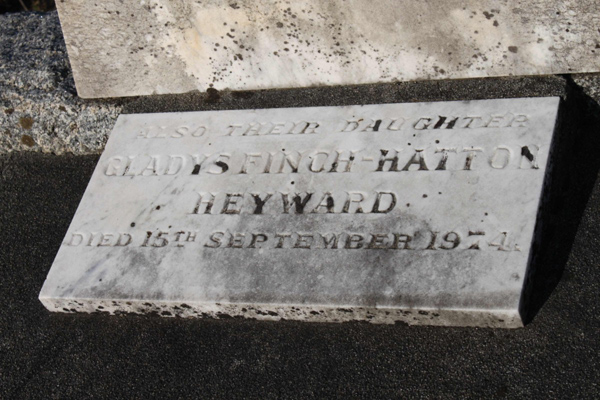 ALSO THEIR DAUGHTER
GLADYS FINCH-HATTON
HEYWARD
DIED 15TH SEPTEMBER 1974.